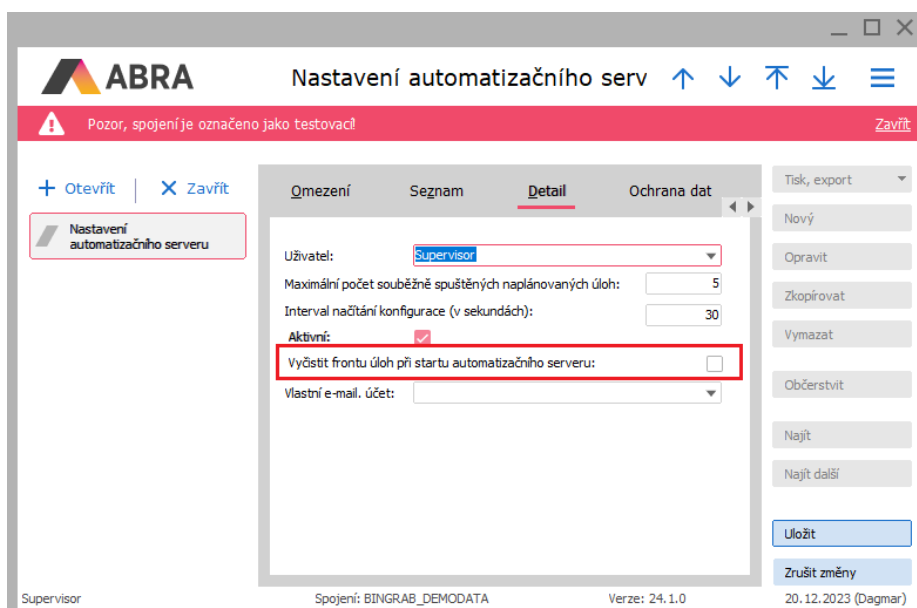 ABRA
Nastavení automatizačního serv
Pozor, spojení je označeno jako testovací!
Zavřít
Otevřít
Zavřít
Nastavení
automatizačního serveru
Omezení
Seznam
Detail
Ochrana dat
Uživatel:
Supervisor
Maximální počet souběžně spuštěných naplánovaných úloh:
5
Interval načítání konfigurace (v sekundách):
30
Aktivní:
Vyčistit frontu úloh při startu automatizačního serveru:
Vlastní e-mail. účet:
Tisk, export
Nový
Opravit
Zkopírovat
Vymazat
Občerstvit
Najít
Najít další
Uložit
Zrušit změny
Supervisor
Spojení: BINGRAB_DEMODATA
Verze: 24.1.0
20.12.2023 (Dagmar)